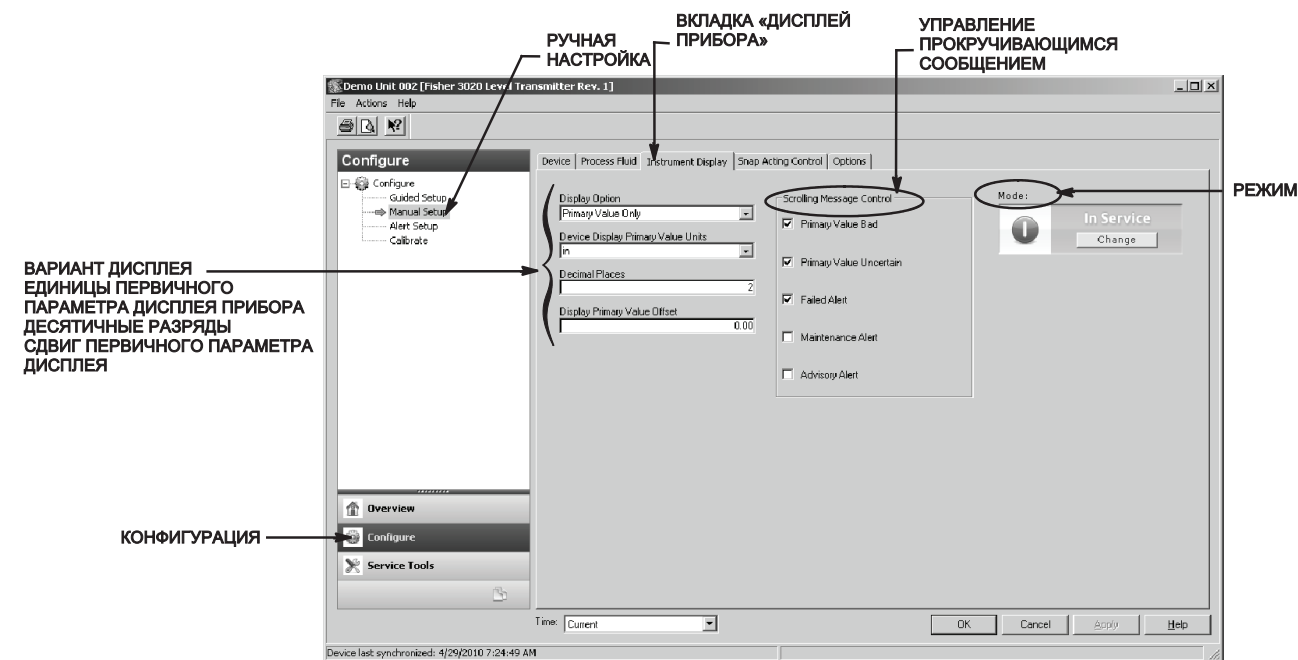 ВКЛАДКА «ДИСПЛЕЙ
ПРИБОРА»
УПРАВЛЕНИЕ
ПРОКРУЧИВАЮЩИМСЯ
СООБЩЕНИЕМ
РУЧНАЯ
НАСТРОЙКА
Demo Unit 002 [Fisher 3020 Level Transmitter Rev. 1]
File Actions Help
Configure
Configure
Guided Setup
Manual Setup
Alert Setup
Calibrate
Device Process Fluid Instrument Display Snap Acting Control Options
Display Option
Primary Value Only
Device Display Primary Value Units
in
Decimal Places
2
Display Primary Value Offset
0.00
Scrolling Message Control
Primary Value Bad
Primary Value Uncertain
Failed Alert
Maintenance Alert
Advisory Alert
Mode:
In Service
Change
РЕЖИМ
ВАРИАНТ ДИСПЛЕЯ
ЕДИНИЦЫ ПЕРВИЧНОГО
ПАРАМЕТРА ДИСПЛЕЯ ПРИБОРА
ДЕСЯТИЧНЫЕ РАЗРЯДЫ
СДВИГ ПЕРВИЧНОГО ПАРАМЕТРА
ДИСПЛЕЯ
Overview
КОНФИГУРАЦИЯ
Configure
Service Tools
Time: Current
OK Cancel Apply Help
Device last synchronized: 4/29/2010 7:24:49 AM